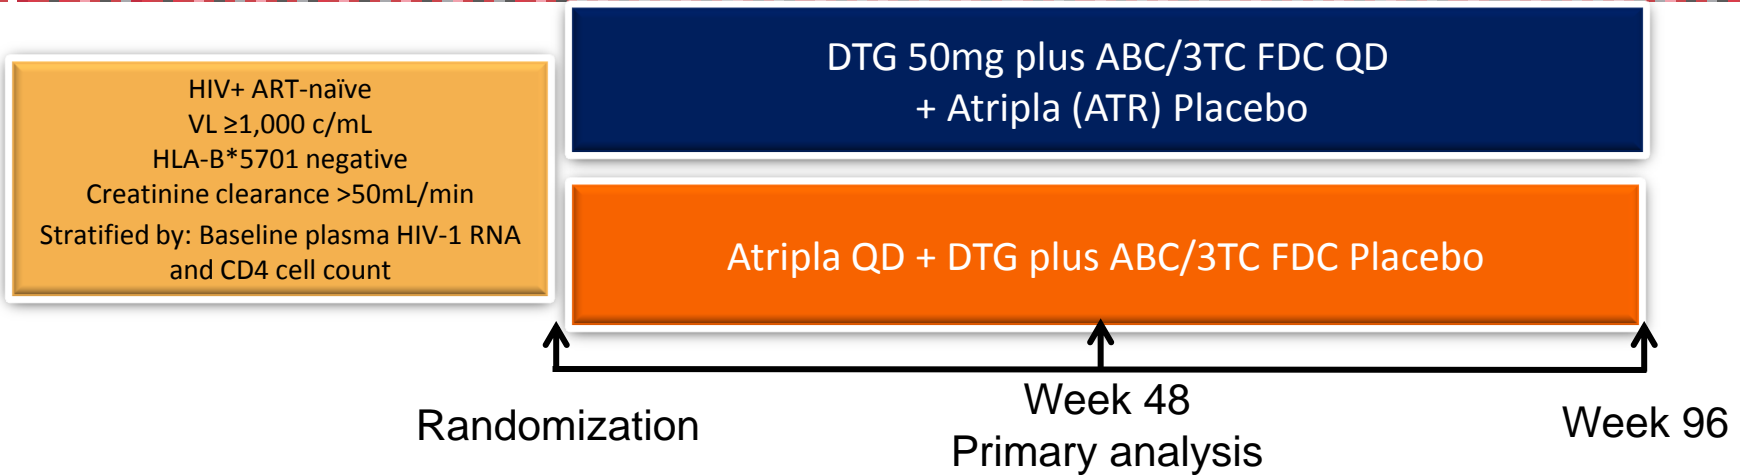 HIV+ ART-naïve
VL ≥1,000 c/mL
HLA-B*5701 negative
Creatinine clearance >50mL/min
Stratified by: Baseline plasma HIV-1 RNA
and CD4 cell count
DTG 50mg plus ABC/3TC FDC QD
+ Atripla (ATR) Placebo
Atripla QD + DTG plus ABC/3TC FDC Placebo
Randomization
Week 48
Primary analysis
Week 96